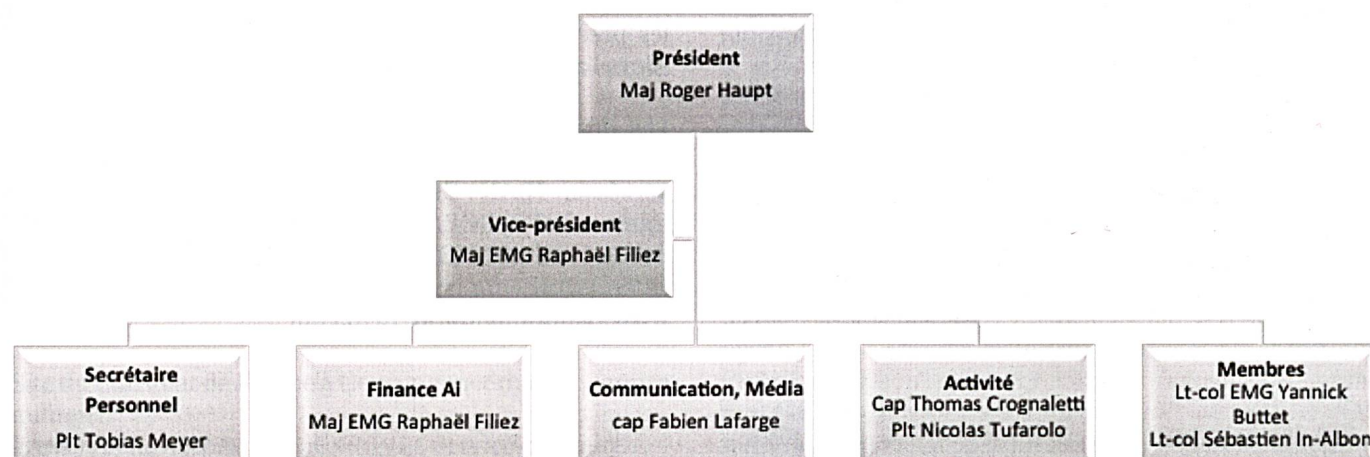 Président
Maj Roger Haupt
Vice-président
Maj EMG Raphaël Filiez
Secrétaire
Personnel
Plt Tobias Meyer
Finance Ai
Maj EMG Raphaël Filiez
Communication, Média
cap Fabien Lafarge
Activité
Cap Thomas Crognaletti
Plt Nicolas Tufarolo
Membres
Lt-col EMG Yannick
Buttet
Lt-col Sébastien In-Albon